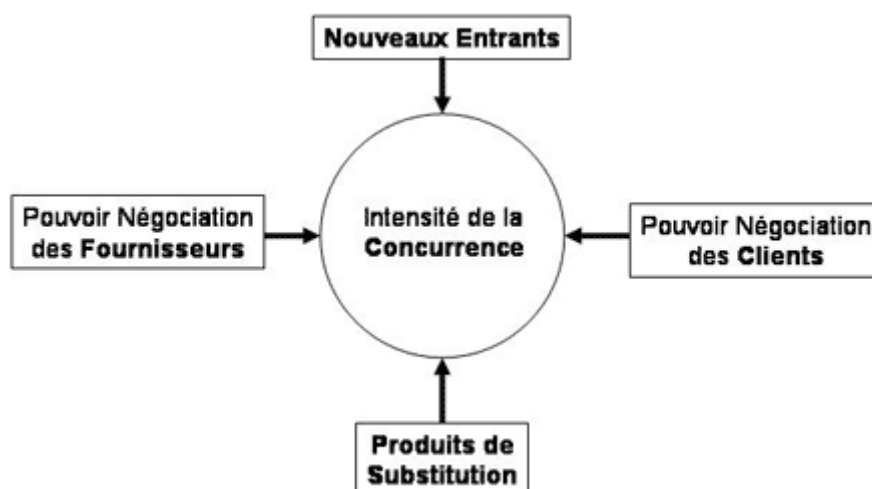 Nouveaux Entrants
Pouvoir Négociation
des Fournisseurs
Intensité de la
Concurrence
Pouvoir Négociation
des Clients
Produits de
Substitution